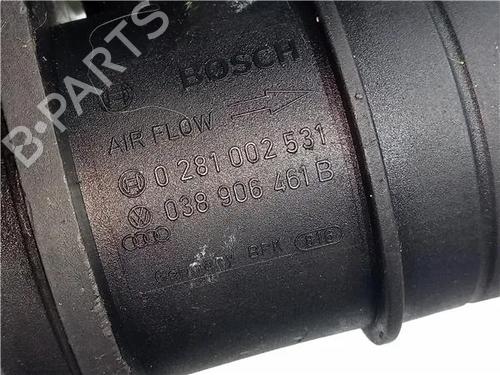 B-PARTS
BOSCH
AIR FLOW
0 281 002 531
038 906 461 B
Germany BFK